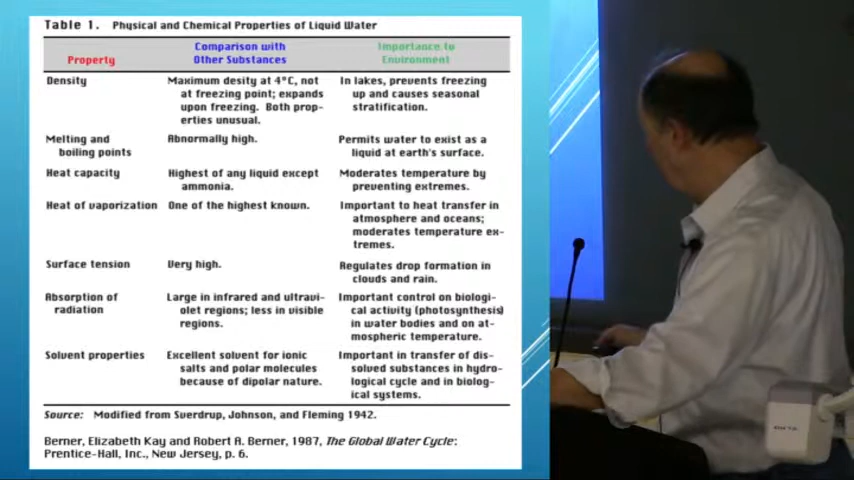 Table 1. Physical and Chemical Properties of Liquid Water
Property
Comparison with
Other Substances
Importance to
Environment
Density
Maximum desity at 4°C, not
at freezing point; expands
upon freezing. Both prop-
erties unusual.
In lakes, prevents freezing
up and causes seasonal
stratification.
Melting and
boiling points
Abnormally high.
Permits water to exist as a
liquid at earth's surface.
Heat capacity
Highest of any liquid except
ammonia.
Moderates temperature by
preventing extremes.
Heat of vaporization
One of the highest known.
Important to heat transfer in
atmosphere and oceans;
moderates temperature ex-
tremes.
Surface tension
Very high.
Regulates drop formation in
clouds and rain.
Absorption of
radiation
Large in infrared and ultravi-
olet regions; less in visible
regions.
Important control on biologi-
cal activity (photosynthesis)
in water bodies and on at-
mospheric temperature.
Solvent properties
Excellent solvent for ionic
salts and polar molecules
because of dipolar nature.
Important in transfer of dis-
solved substances in hydro-
logical cycle and in biolog-
ical systems.
Source: Modified from Sverdrup, Johnson, and Fleming 1942.
Berner, Elizabeth Kay and Robert A. Berner, 1987, The Global Water Cycle:
Prentice-Hall, Inc., New Jersey, p. 6.